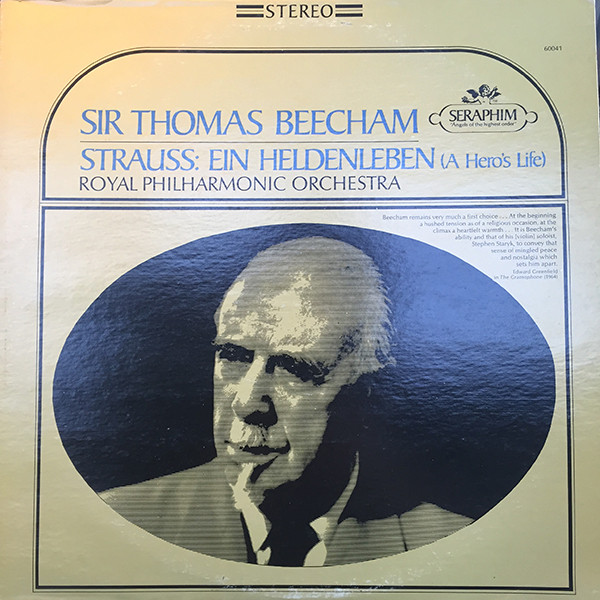 STEREO
60041
SERAPHIM
"Angels of the highest order"
SIR THOMAS BEECHAM
STRAUSS: EIN HELDENLEBEN (A Hero's Life)
ROYAL PHILHARMONIC ORCHESTRA
Beecham remains very much a first choice . . . At the beginning
a hushed tension as of a religious occasion, at the
climax a heartfelt warmth . . . It is Beecham's
ability and that of his [violin] soloist,
Stephen Staryk, to convey that
sense of mingled peace
and nostalgia which
sets him apart.
Edward Greenfield
in The Gramophone (1964)